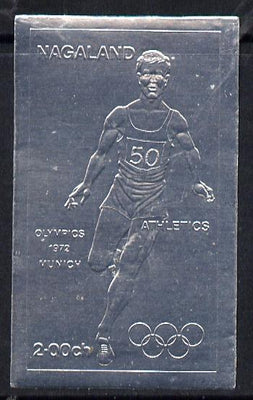 NAGALAND
50
ATHLETICS
OLYMPICS
1972
MUNICH
2-00ch